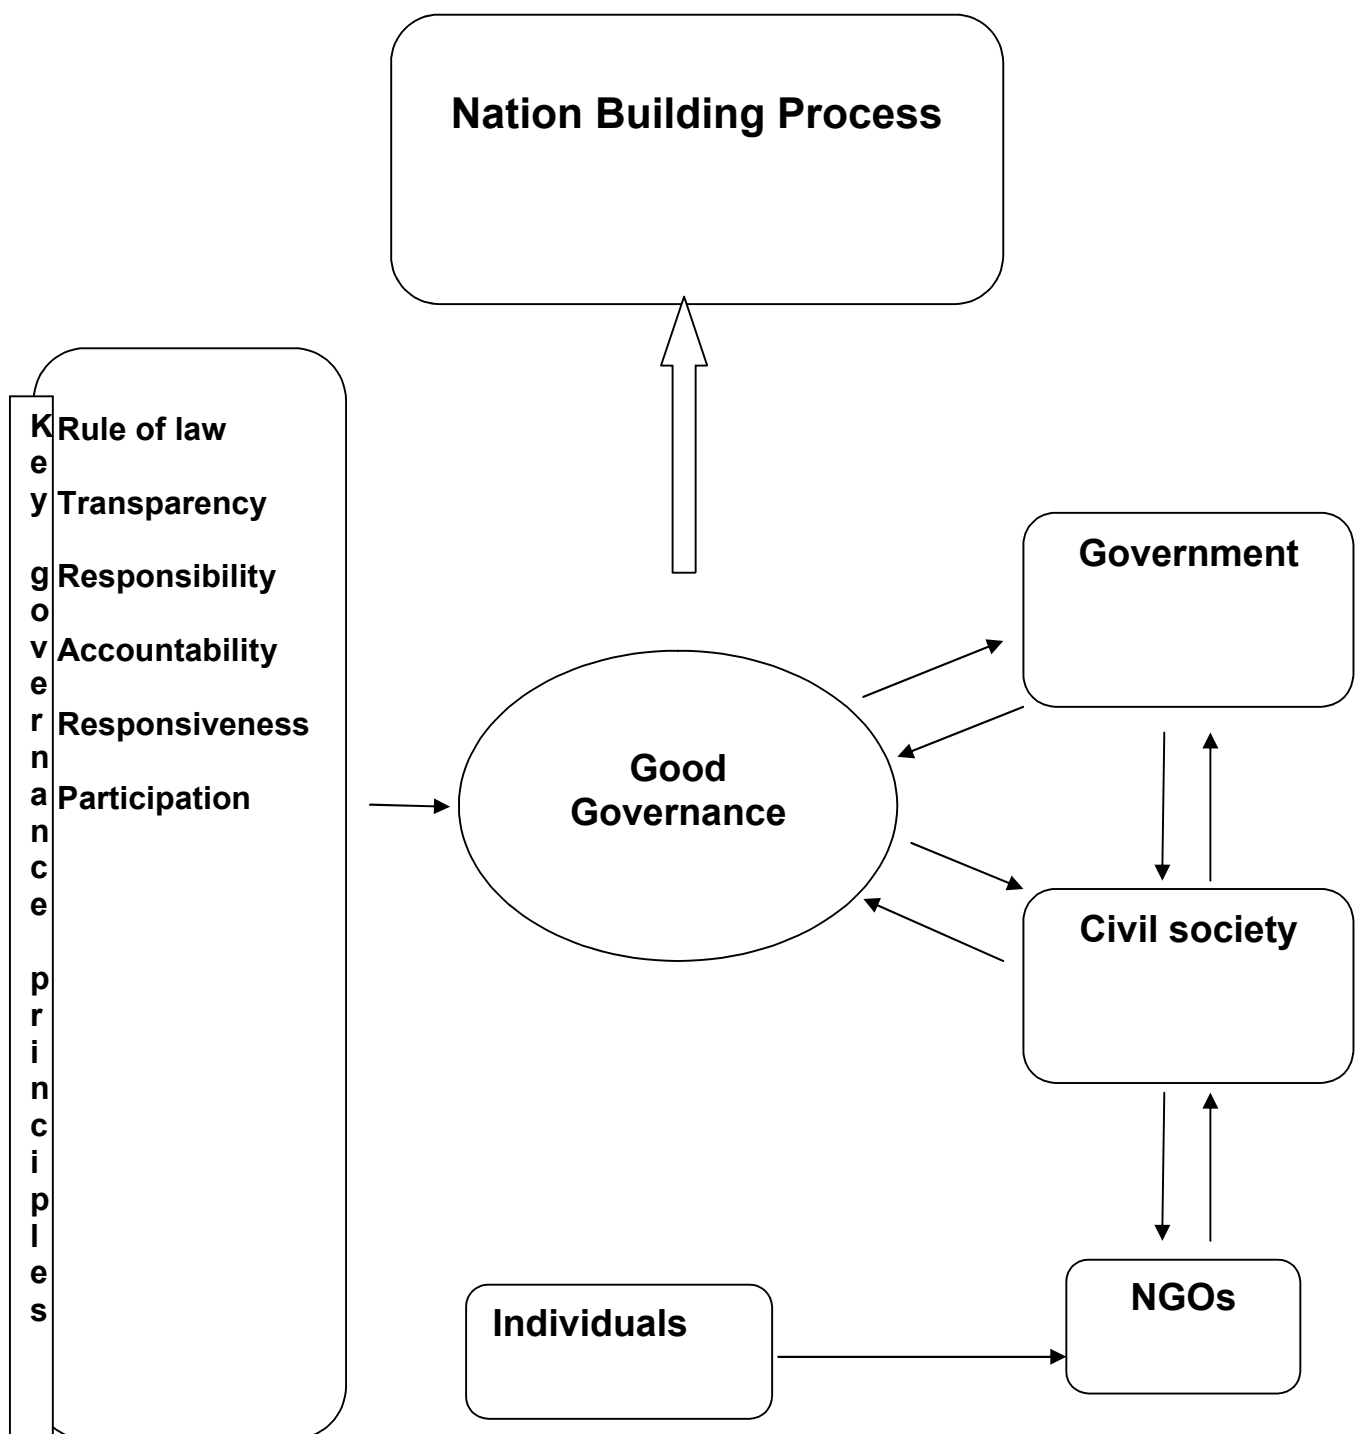 Nation Building Process
Key governance principles
Rule of law
Transparency
Responsibility
Accountability
Responsiveness
Participation
Good
Governance
Government
Civil society
NGOs
Individuals